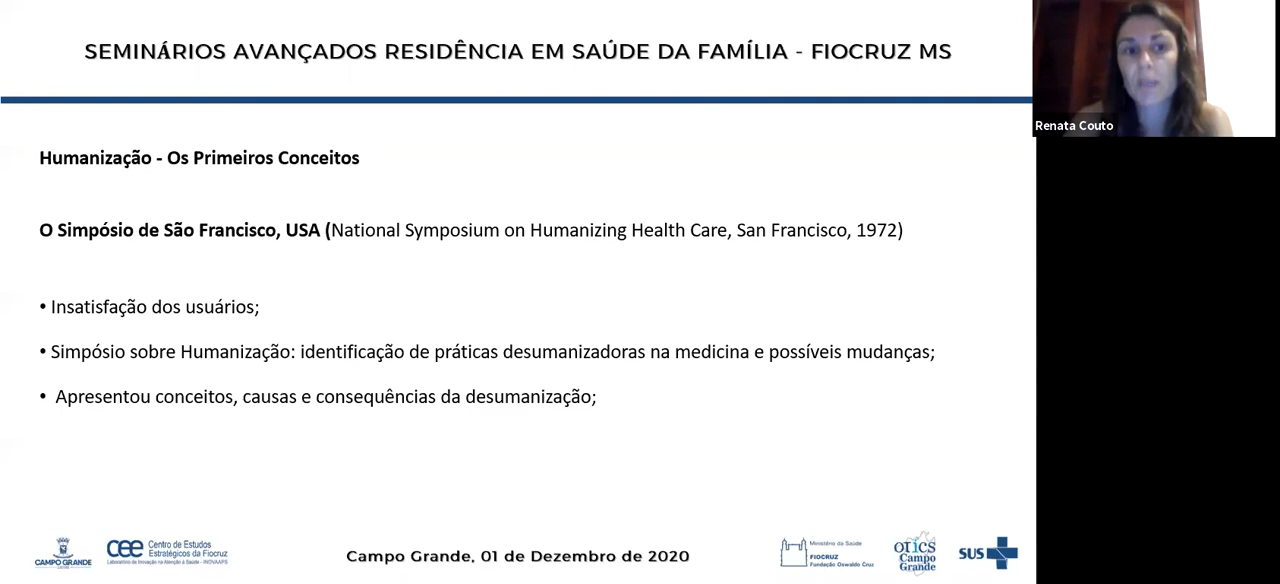 SEMINÁRIOS AVANÇADOS RESIDÊNCIA EM SAÚDE DA FAMÍLIA - FIOCRUZ MS
Renata Couto
Humanização - Os Primeiros Conceitos
O Simpósio de São Francisco, USA (National Symposium on Humanizing Health Care, San Francisco, 1972)
• Insatisfação dos usuários;
• Simpósio sobre Humanização: identificação de práticas desumanizadoras na medicina e possíveis mudanças;
• Apresentou conceitos, causas e consequências da desumanização;
CAMPO GRANDE
cee
Centro de Estudos
Estratégicos da Fiocruz
Laboratório de Inovação na Atenção à Saúde - INOVAAPS
Campo Grande, 01 de Dezembro de 2020
Ministério da Saúde
FIOCRUZ
Fundação Oswaldo Cruz
OTICS
Campo
Grande
SUS